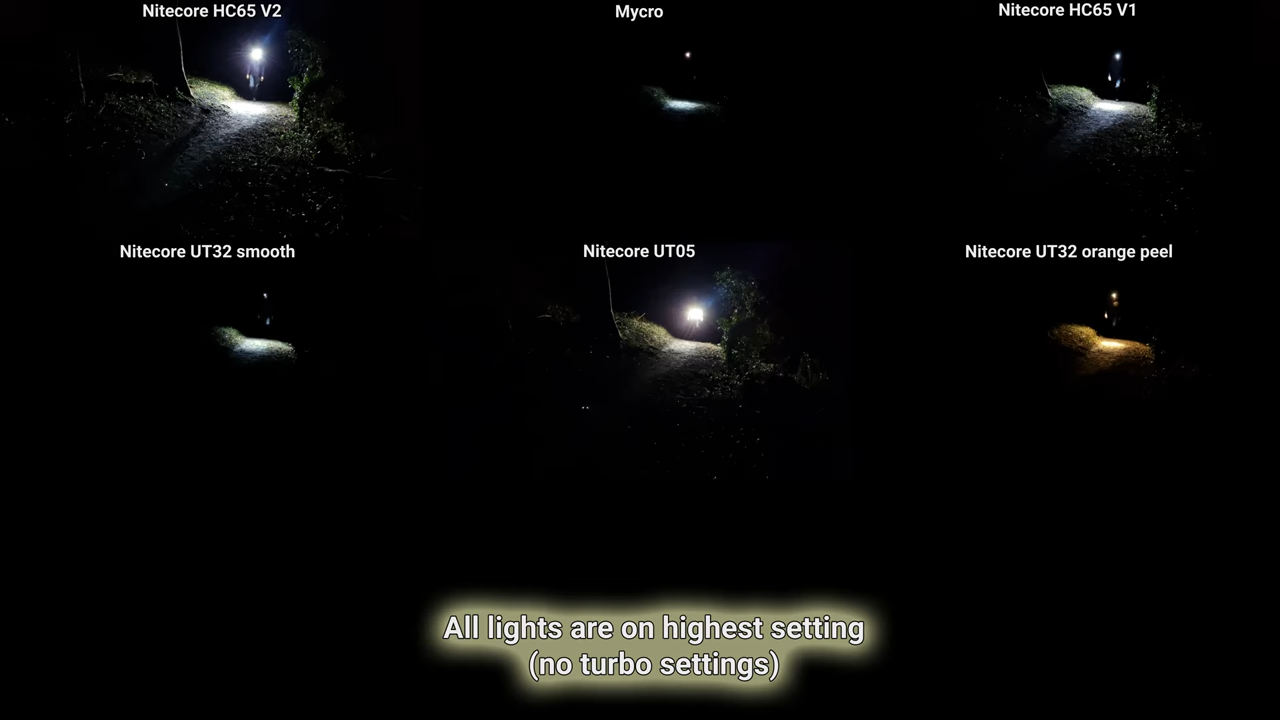 Nitecore HC65 V2
Mycro
Nitecore HC65 V1
Nitecore UT32 smooth
Nitecore UT05
Nitecore UT32 orange peel
All lights are on highest setting
(no turbo settings)